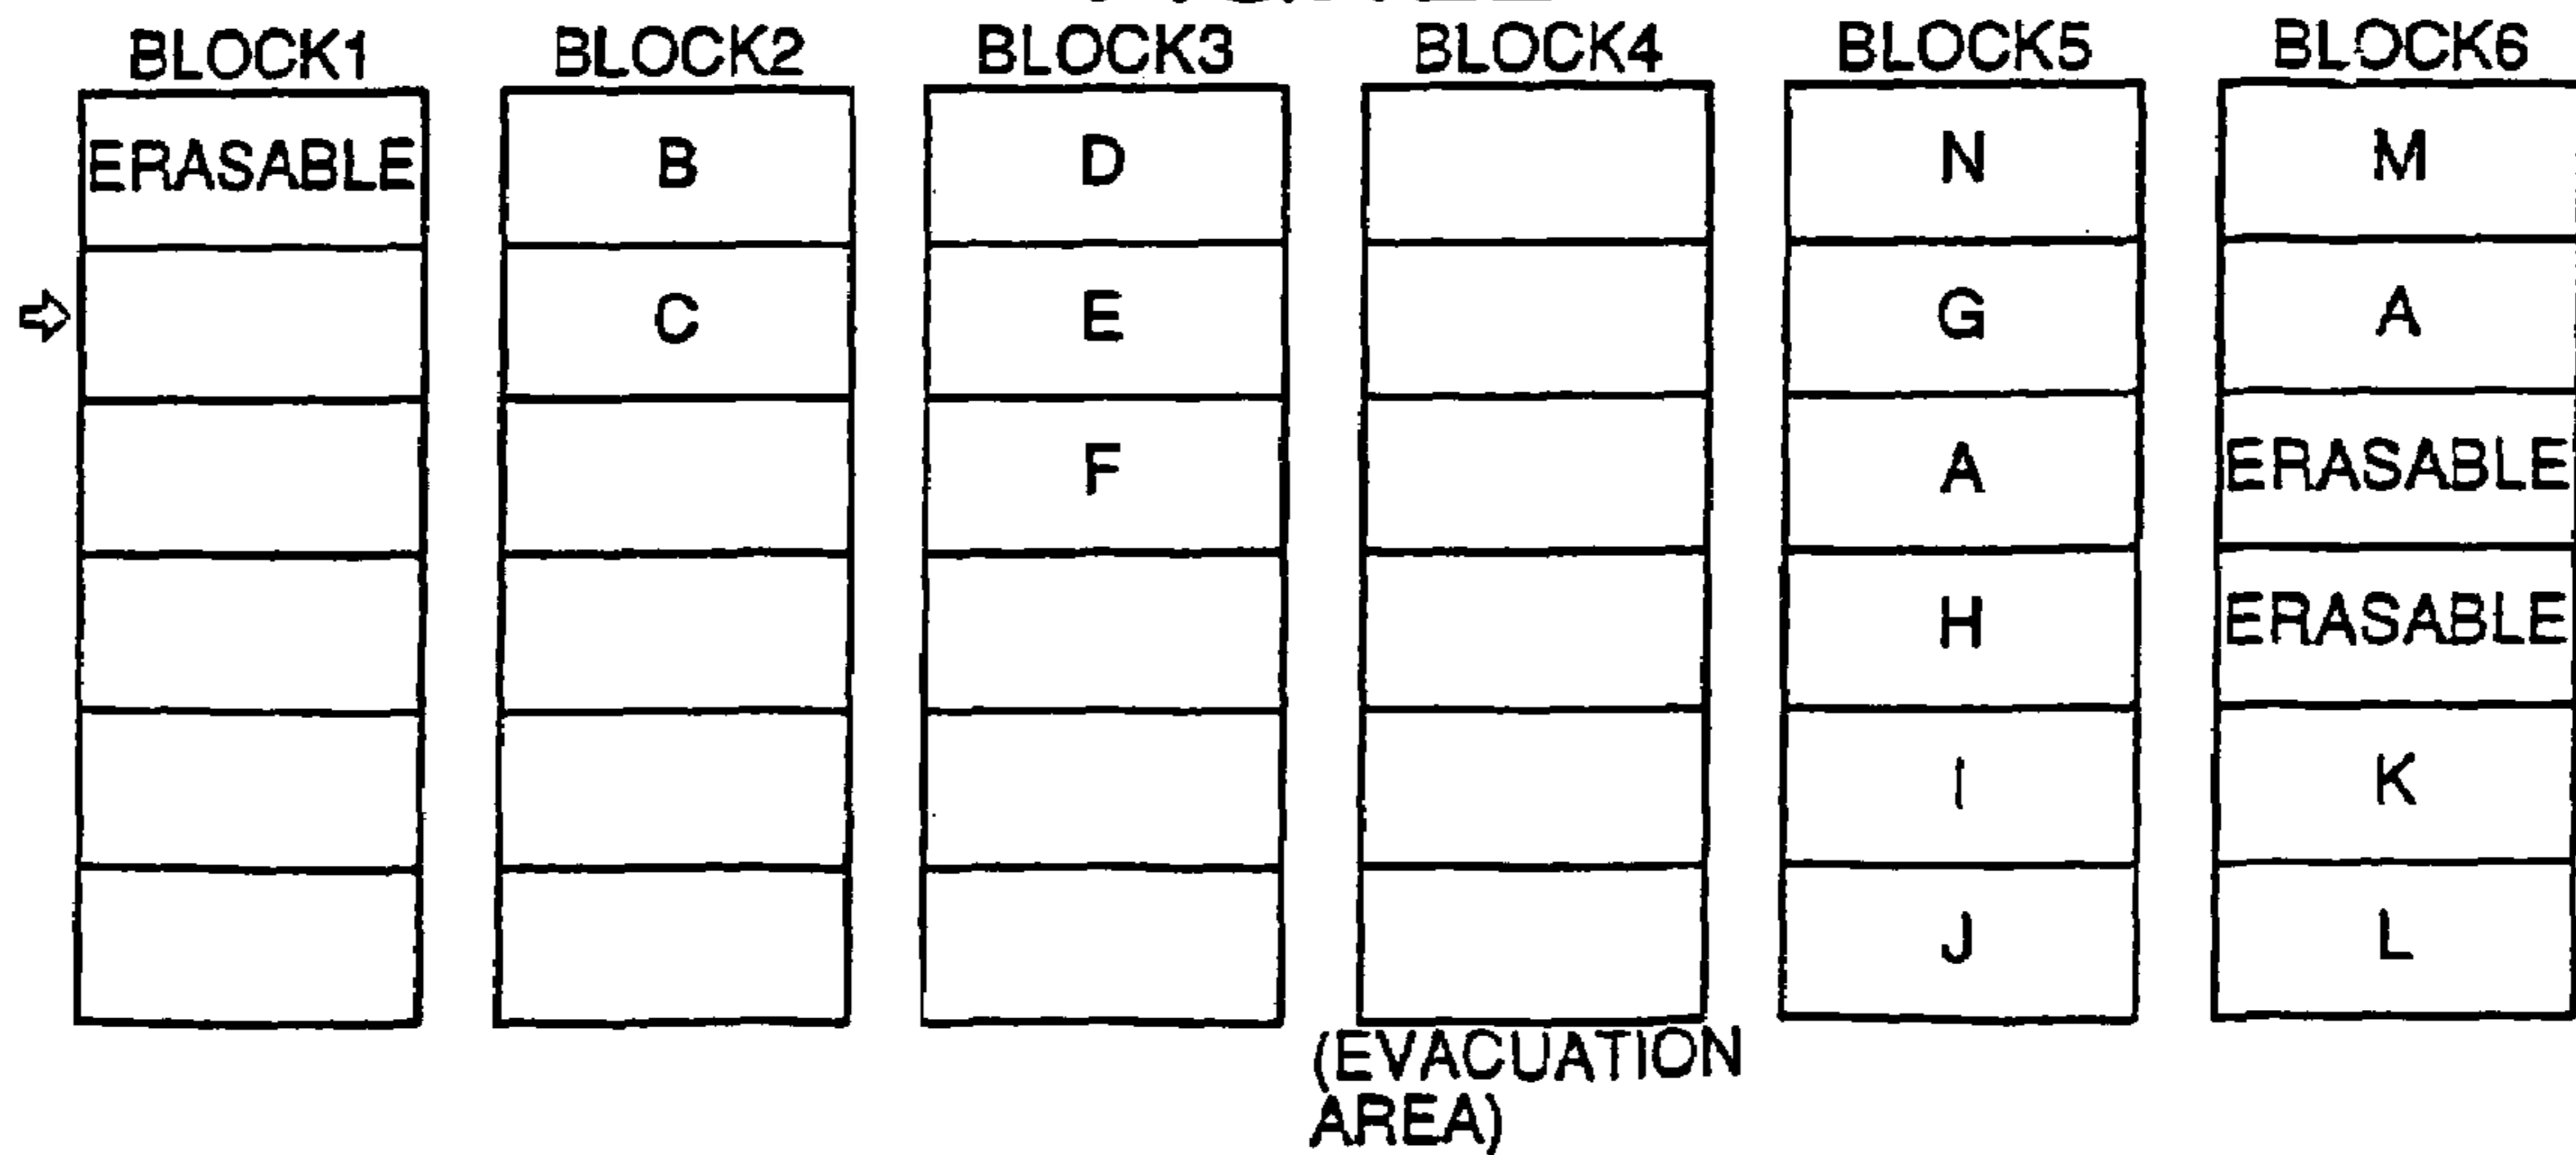 BLOCK1 BLOCK2 BLOCK3 BLOCK4 BLOCK5 BLOCK6
ERASABLE B D N M
C E G A
F A ERASABLE
H ERASABLE
I K
J L
(EVACUATION
AREA)